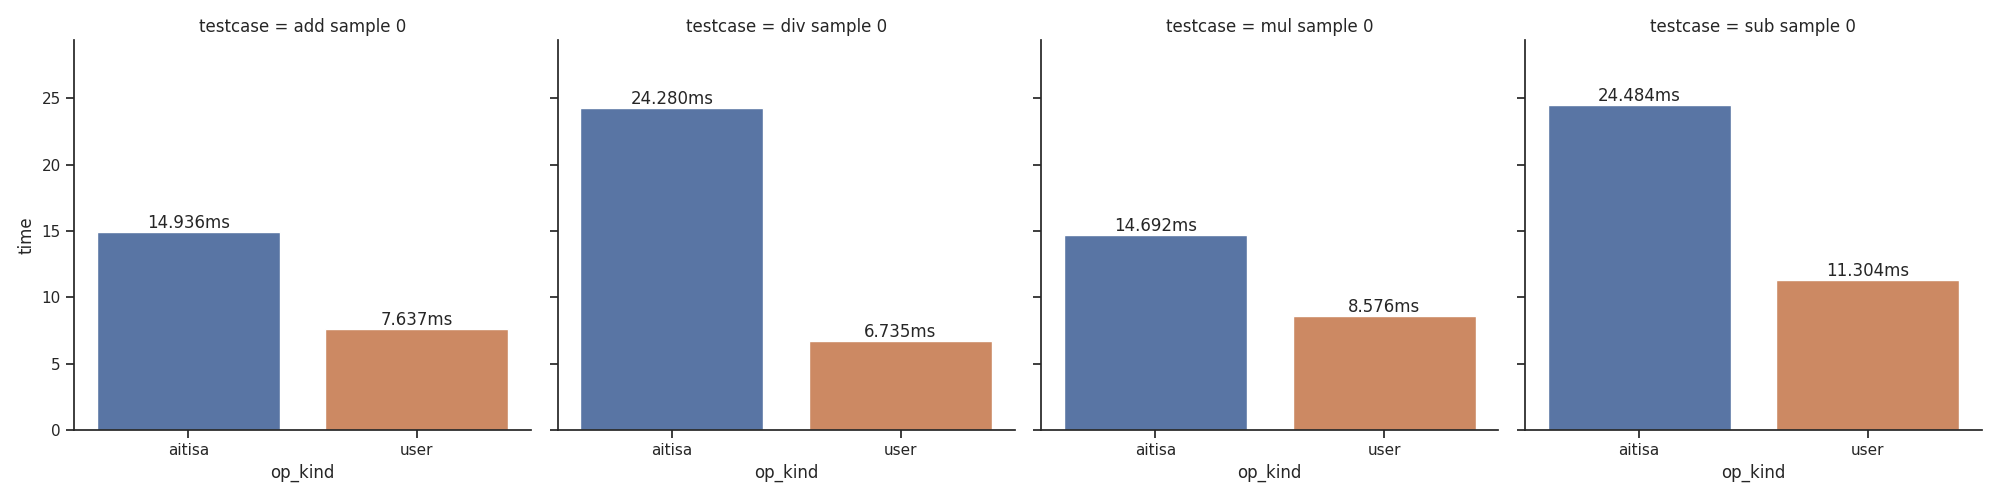 testcase = add sample 0
testcase = div sample 0
testcase = mul sample 0
testcase = sub sample 0
time
25
20
15
10
5
0
14.936ms
7.637ms
24.280ms
6.735ms
14.692ms
8.576ms
24.484ms
11.304ms
aitisa
user
aitisa
user
aitisa
user
aitisa
user
op_kind
op_kind
op_kind
op_kind